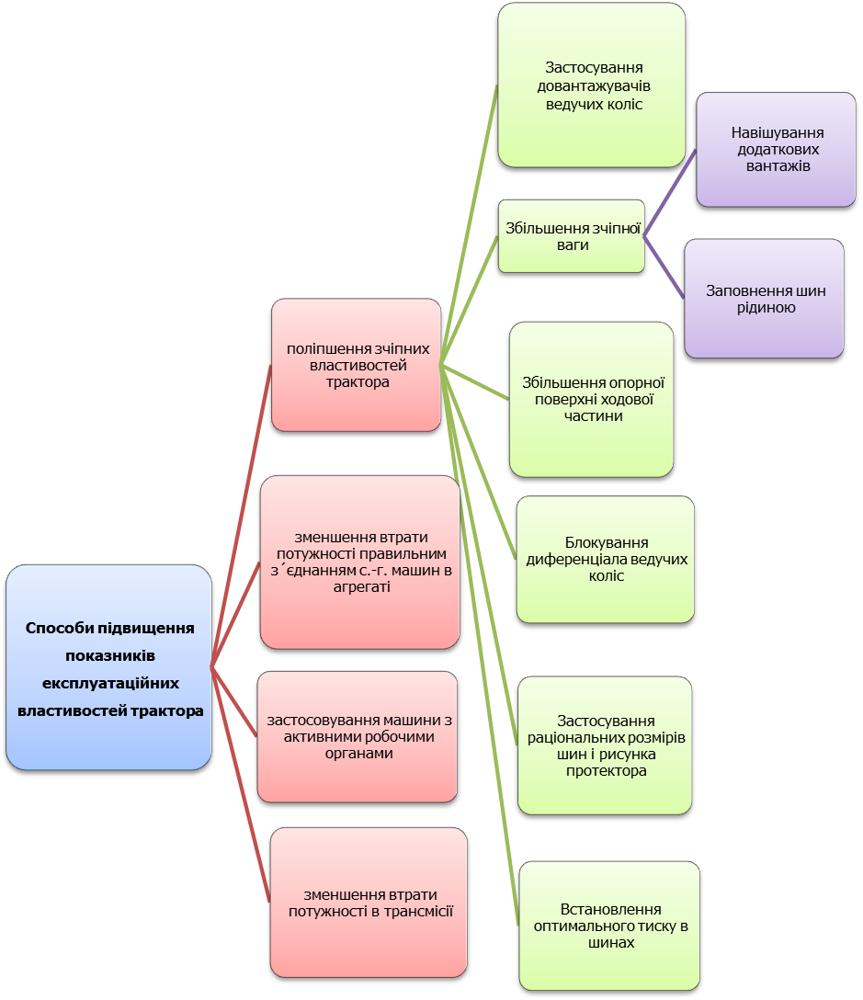 Способи підвищення
показників
експлуатаційних
властивостей трактора
поліпшення зчіпних
властивостей
трактора
Застосування
довантажувачів
ведучих коліс
Збільшення зчіпної
ваги
Навішування
додаткових
вантажів
Заповнення шин
рідиною
Збільшення опорної
поверхні ходової
частини
Блокування
диференціала ведучих
коліс
Застосування
раціональних розмірів
шин і рисунка
протектора
Встановлення
оптимального тиску в
шинах
зменшення втрати
потужності правильним
з´єднанням с.-г. машин в
агрегаті
застосовування машини з
активними робочими
органами
зменшення втрати
потужності в трансмісії